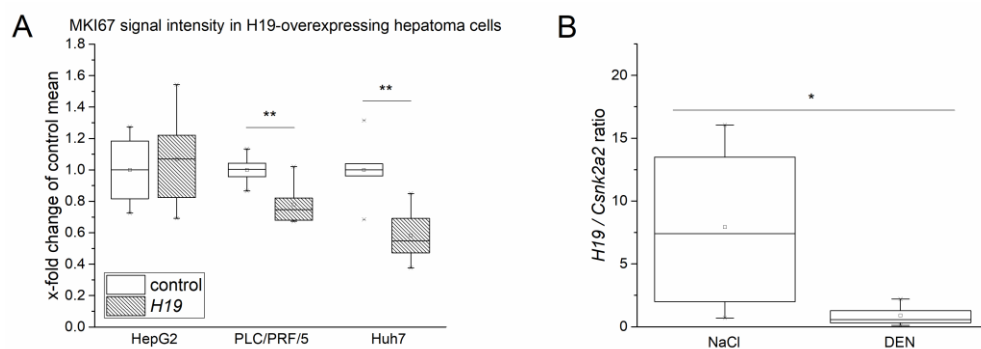 A
MKI67 signal intensity in H19-overexpressing hepatoma cells
x-fold change of control mean
1.8
1.6
1.4
1.2
1.0
0.8
0.6
0.4
0.2
0.0
**
**
control
H19
HepG2
PLC/PRF/5
Huh7
B
H19 / Csnk2a2 ratio
20
15
10
5
0
*
NaCl
DEN